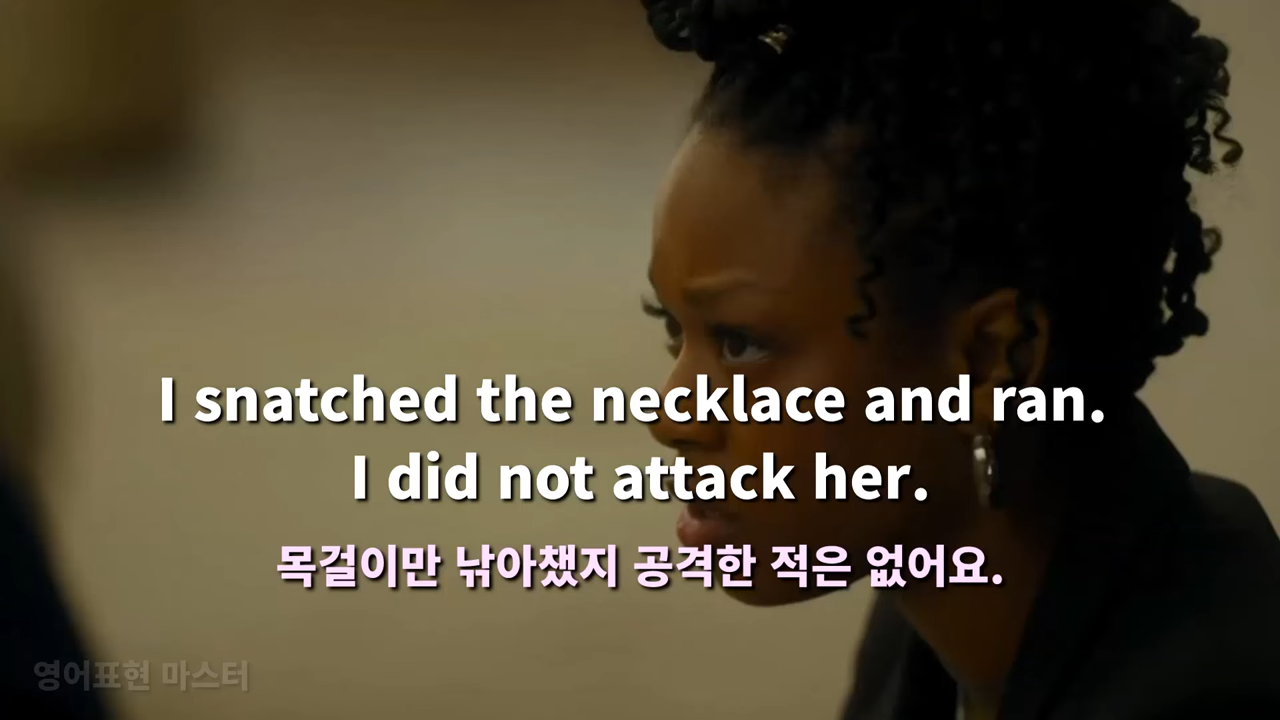 I snatched the necklace and ran.
I did not attack her.
목걸이만 낚아챘지 공격한 적은 없어요.
영어표현 마스터